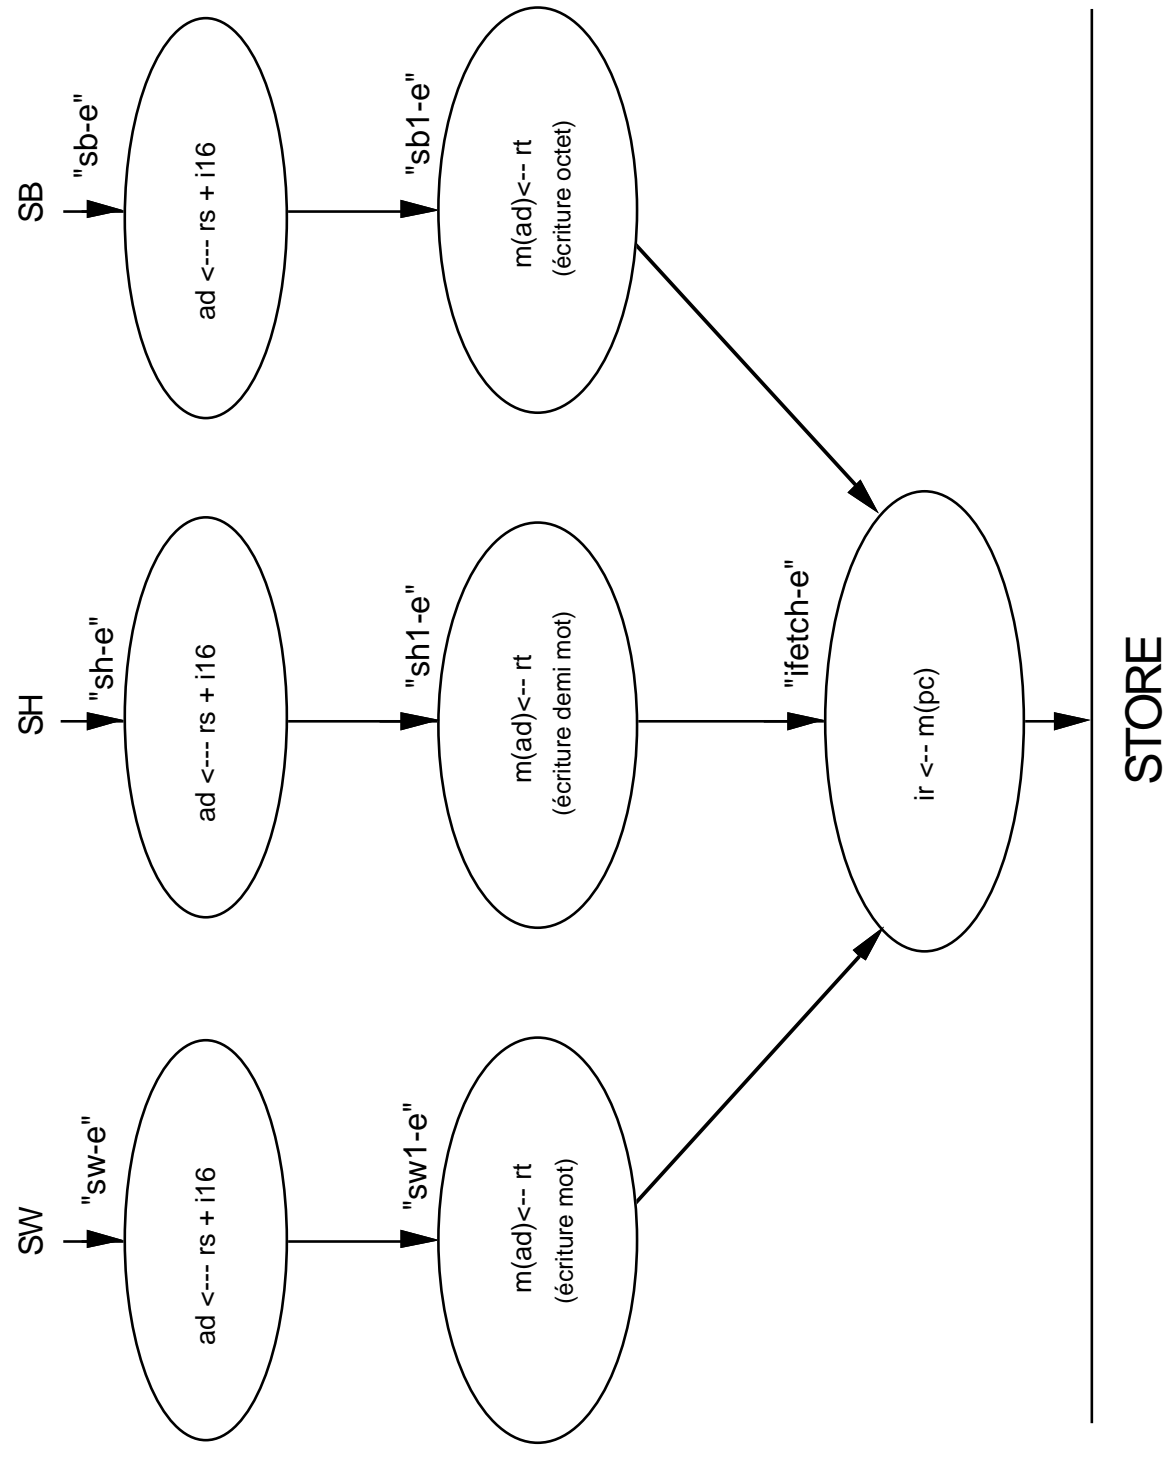 SW
SH
SB
"sw-e"
"sh-e"
"sb-e"
ad <--- rs + i16
ad <--- rs + i16
ad <--- rs + i16
"sw1-e"
"sh1-e"
"sb1-e"
m(ad)<-- rt
(écriture mot)
m(ad)<-- rt
(écriture demi mot)
m(ad)<-- rt
(écriture octet)
"ifetch-e"
ir <-- m(pc)
STORE